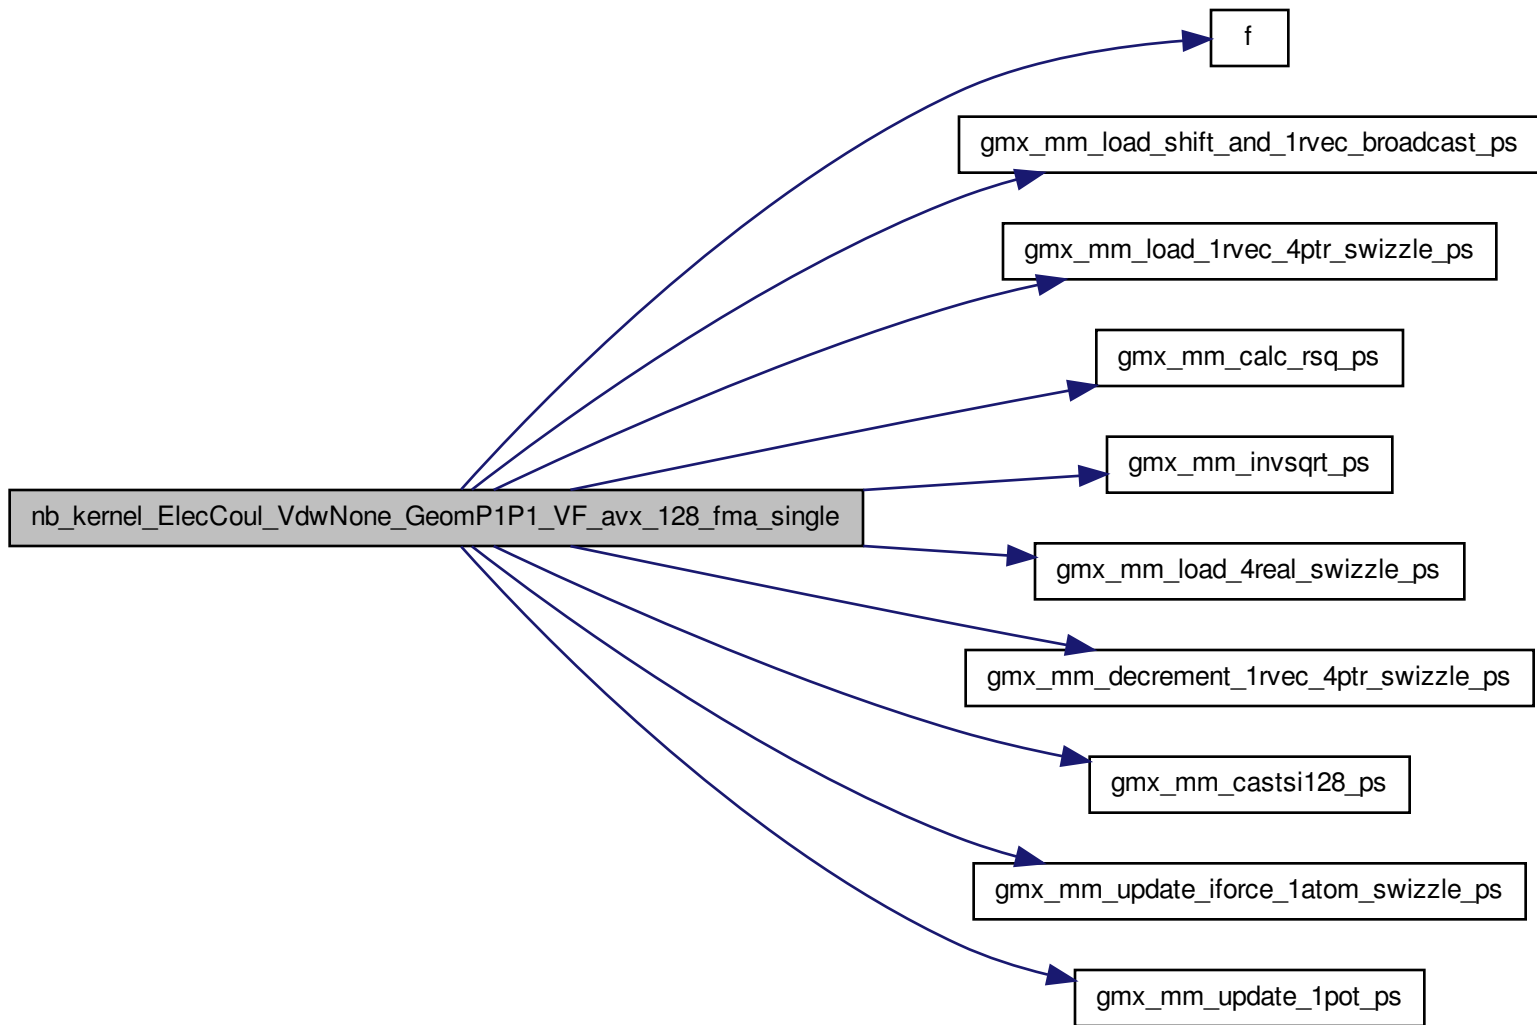 f
gmx_mm_load_shift_and_1rvec_broadcast_ps
gmx_mm_load_1rvec_4ptr_swizzle_ps
gmx_mm_calc_rsq_ps
gmx_mm_invsqrt_ps
nb_kernel_ElecCoul_VdwNone_GeomP1P1_VF_avx_128_fma_single
gmx_mm_load_4real_swizzle_ps
gmx_mm_decrement_1rvec_4ptr_swizzle_ps
gmx_mm_castsi128_ps
gmx_mm_update_iforce_1atom_swizzle_ps
gmx_mm_update_1pot_ps